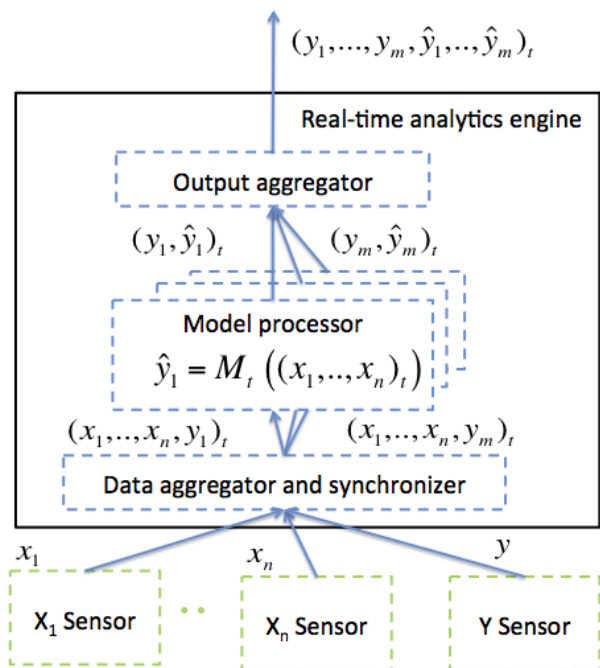 (y₁,...,yₘ,ŷ₁,..,ŷₘ)ₜ
Real-time analytics engine
Output aggregator
(y₁,ŷ₁)ₜ (yₘ,ŷₘ)ₜ
Model processor
ŷ₁ = Mₜ ((x₁,..,xₙ)ₜ)
(x₁,..,xₙ,y₁)ₜ (x₁,..,xₙ,yₘ)ₜ
Data aggregator and synchronizer
x₁ xₙ y
X₁ Sensor Xₙ Sensor Y Sensor